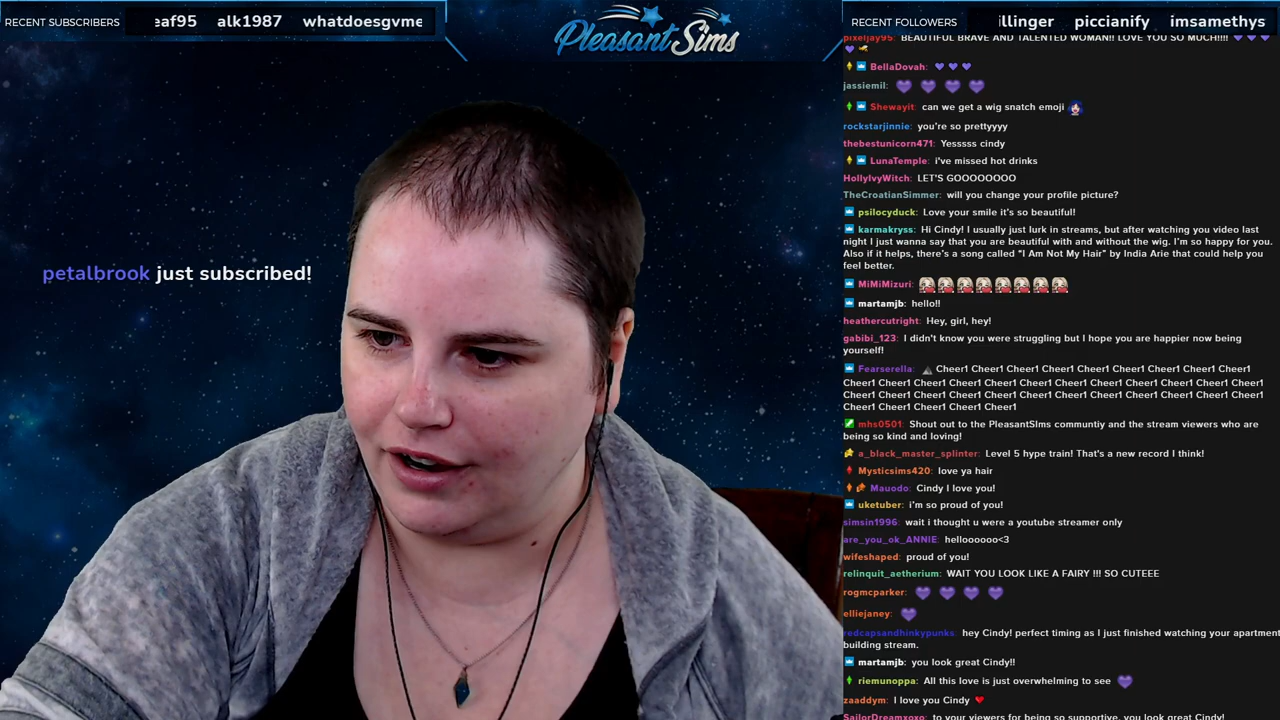 RECENT SUBSCRIBERS
eaf95 alk1987 whatdoesgvme
PleasantSims
RECENT FOLLOWERS
illinger piccianify imsamethys
petalbrook just subscribed!
pixeljay95: BEAUTIFUL BRAVE AND TALENTED WOMAN!! LOVE YOU SO MUCH!!!!
BellaDovah:
jassiemil:
Shewayit: can we get a wig snatch emoji
rockstarjinnie: you're so prettyyyy
thebestunicorn471: Yesssss cindy
LunaTemple: i've missed hot drinks
HollyIvyWitch: LET'S GOOOOOOOO
TheCroatianSimmer: will you change your profile picture?
psilocyduck: Love your smile it's so beautiful!
karmakryss: Hi Cindy! I usually just lurk in streams, but after watching you video last
night I just wanna say that you are beautiful with and without the wig. I'm so happy for you.
Also if it helps, there's a song called "I Am Not My Hair" by India Arie that could help you
feel better.
MiMiMizuri:
martamjb: hello!!
heathercutright: Hey, girl, hey!
gabibi_123: I didn't know you were struggling but I hope you are happier now being
yourself!
Fearserella: Cheer1 Cheer1 Cheer1 Cheer1 Cheer1 Cheer1 Cheer1 Cheer1 Cheer1
Cheer1 Cheer1 Cheer1 Cheer1 Cheer1 Cheer1 Cheer1 Cheer1 Cheer1 Cheer1 Cheer1 Cheer1
Cheer1 Cheer1 Cheer1 Cheer1 Cheer1 Cheer1 Cheer1 Cheer1 Cheer1 Cheer1 Cheer1 Cheer1
Cheer1 Cheer1 Cheer1 Cheer1 Cheer1
mhs0501: Shout out to the PleasantSIms communtiy and the stream viewers who are
being so kind and loving!
a_black_master_splinter: Level 5 hype train! That's a new record I think!
Mysticsims420: love ya hair
Mauodo: Cindy I love you!
uketuber: i'm so proud of you!
simsin1996: wait i thought u were a youtube streamer only
are_you_ok_ANNIE: helloooooo<3
wifeshaped: proud of you!
relinquit_aetherium: WAIT YOU LOOK LIKE A FAIRY !!! SO CUTEEE
rogmcparker:
elliejaney:
redcapsandhinkypunks: hey Cindy! perfect timing as I just finished watching your apartment
building stream.
martamjb: you look great Cindy!!
riemunoppa: All this love is just overwhelming to see
zaaddym: I love you Cindy
SailorDreamxoxo: to your viewers for being so supportive, you look great Cindy!